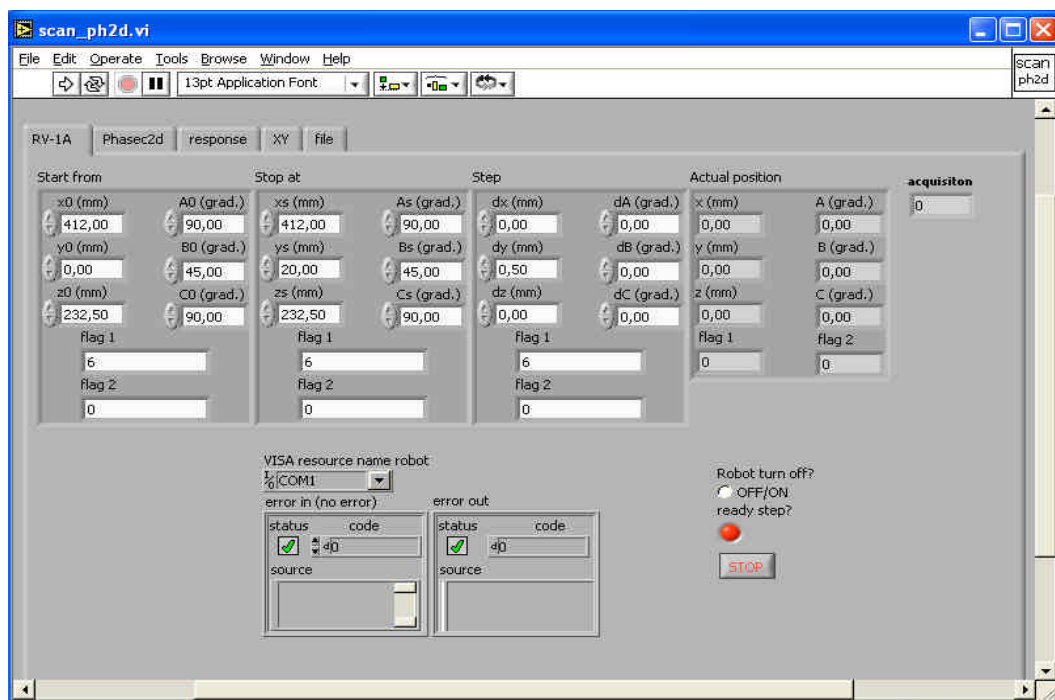 scan_ph2d.vi
File Edit Operate Tools Browse Window Help
13pt Application Font
scan
ph2d
RV-1A Phasec2d response XY file
Start from Stop at Step Actual position acquisiton
x0 (mm) A0 (grad.) xs (mm) As (grad.) dx (mm) dA (grad.) x (mm) A (grad.) 0
412,00 90,00 412,00 90,00 0,00 0,00 0,00 0,00
y0 (mm) B0 (grad.) ys (mm) Bs (grad.) dy (mm) dB (grad.) y (mm) B (grad.)
0,00 45,00 20,00 45,00 0,50 0,00 0,00 0,00
z0 (mm) C0 (grad.) zs (mm) Cs (grad.) dz (mm) dC (grad.) z (mm) C (grad.)
232,50 90,00 232,50 90,00 0,00 0,00 0,00 0,00
flag 1 flag 1 flag 1 flag 1 flag 2
6 6 6 0 0
flag 2 flag 2 flag 2
0 0 0
VISA resource name robot
I/O COM1
error in (no error) error out
status code status code
d0 d0
source source
Robot turn off?
OFF/ON
ready step?
STOP